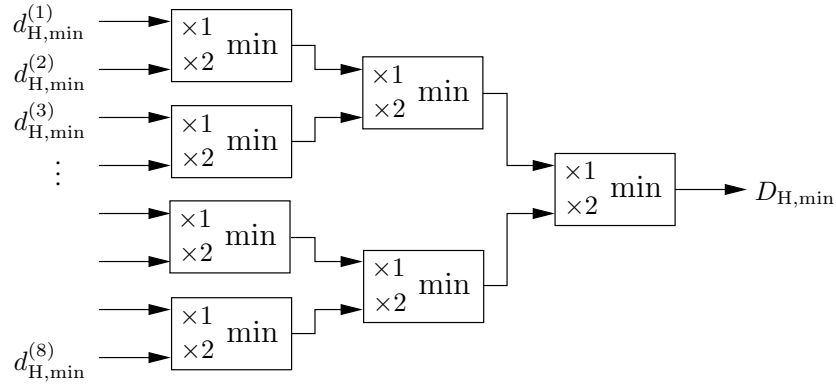 d_{H,min}^{(1)}
×1
×2 min
d_{H,min}^{(2)}
×1
×2 min
d_{H,min}^{(3)}
×1
×2 min
⋮
×1
×2 min
×1
×2 min
D_{H,min}
×1
×2 min
×1
×2 min
d_{H,min}^{(8)}